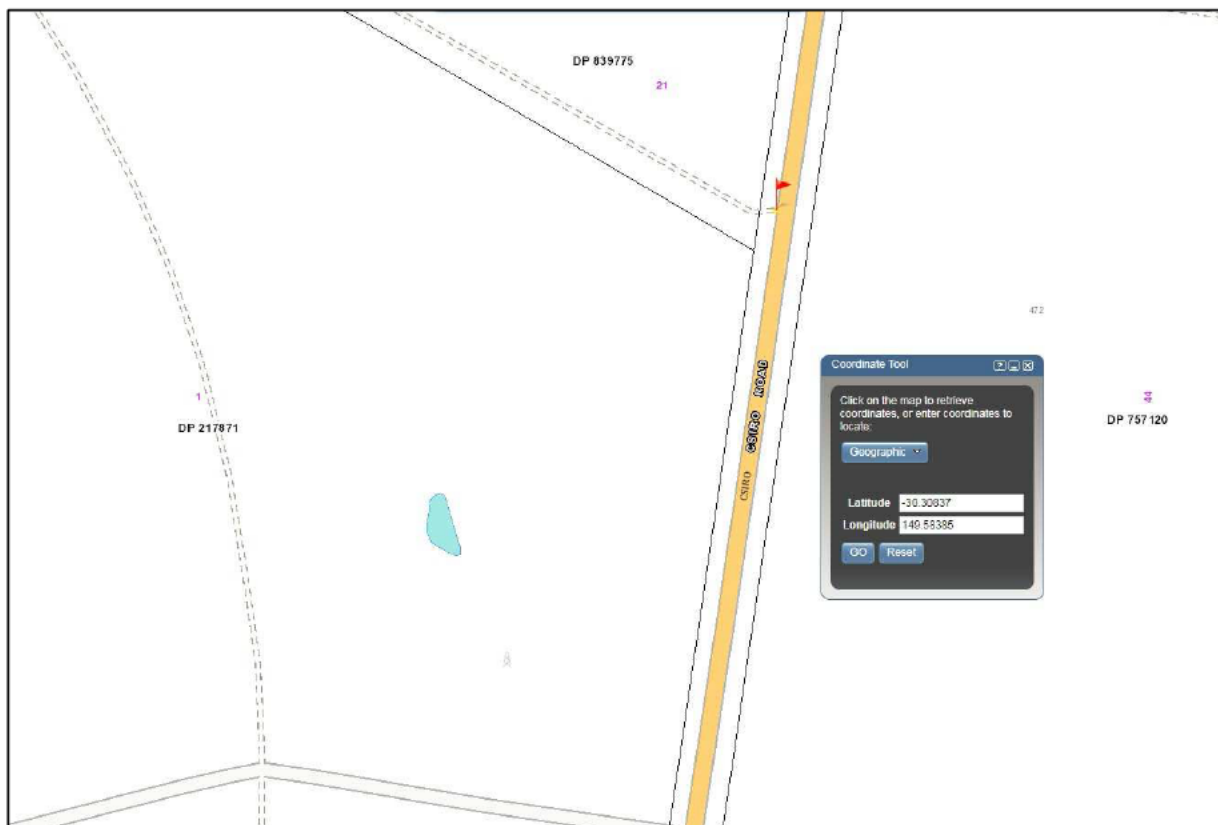 DP 839775
21
472
CSIRO ROAD
CSIRO
1
DP 217871
44
DP 757120
Coordinate Tool
Click on the map to retrieve
coordinates, or enter coordinates to
locate:
Geographic
Latitude -30.30837
Longitude 149.58385
GO Reset